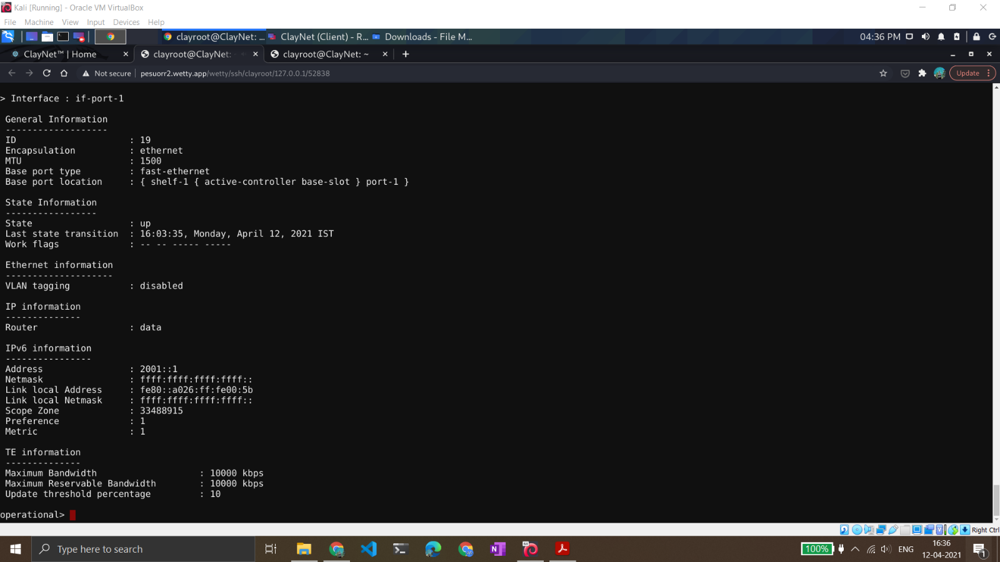 Kali [Running] - Oracle VM VirtualBox
File Machine View Input Devices Help
clayroot@ClayNet: ... ClayNet (Client) - R... Downloads - File M... 04:36 PM
ClayNet™ | Home clayroot@ClayNet: clayroot@ClayNet: ~
Not secure pesuorr2.wetty.app/wetty/ssh/clayroot/127.0.0.1/52838 Update
> Interface : if-port-1
General Information
-------------------
ID : 19
Encapsulation : ethernet
MTU : 1500
Base port type : fast-ethernet
Base port location : { shelf-1 { active-controller base-slot } port-1 }
State Information
-----------------
State : up
Last state transition : 16:03:35, Monday, April 12, 2021 IST
Work flags : -- -- ----- -----
Ethernet information
--------------------
VLAN tagging : disabled
IP information
--------------
Router : data
IPv6 information
----------------
Address : 2001::1
Netmask : ffff:ffff:ffff:ffff::
Link local Address : fe80::a026:ff:fe00:5b
Link local Netmask : ffff:ffff:ffff:ffff::
Scope Zone : 33488915
Preference : 1
Metric : 1
TE information
--------------
Maximum Bandwidth : 10000 kbps
Maximum Reservable Bandwidth : 10000 kbps
Update threshold percentage : 10
operational>
Right Ctrl
Type here to search 100% ENG 16:36
12-04-2021 1